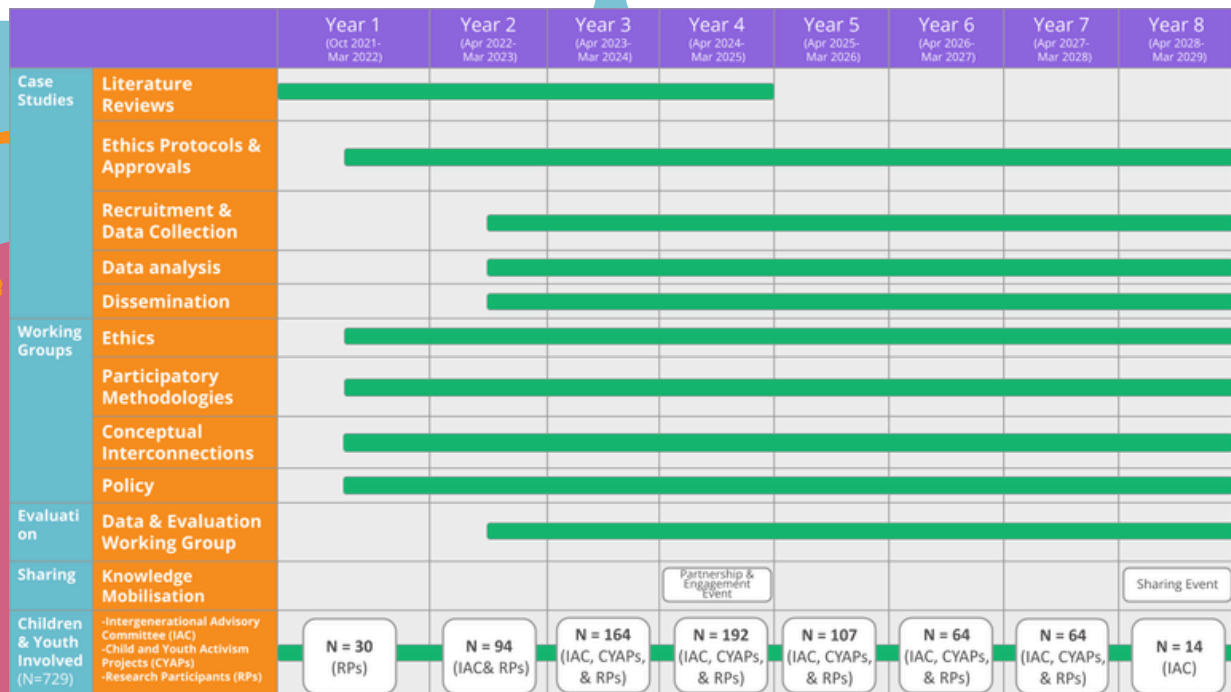 Year 1
(Oct 2021-
Mar 2022)
Year 2
(Apr 2022-
Mar 2023)
Year 3
(Apr 2023-
Mar 2024)
Year 4
(Apr 2024-
Mar 2025)
Year 5
(Apr 2025-
Mar 2026)
Year 6
(Apr 2026-
Mar 2027)
Year 7
(Apr 2027-
Mar 2028)
Year 8
(Apr 2028-
Mar 2029)
Case
Studies
Literature
Reviews
Ethics Protocols &
Approvals
Recruitment &
Data Collection
Data analysis
Dissemination
Working
Groups
Ethics
Participatory
Methodologies
Conceptual
Interconnections
Policy
Evaluati
on
Data & Evaluation
Working Group
Sharing
Knowledge
Mobilisation
Partnership &
Engagement
Event
Sharing Event
Children
& Youth
Involved
(N=729)
-Intergenerational Advisory
Committee (IAC)
-Child and Youth Activism
Projects (CYAPs)
-Research Participants (RPs)
N = 30
(RPs)
N = 94
(IAC& RPs)
N = 164
(IAC, CYAPs,
& RPs)
N = 192
(IAC, CYAPs,
& RPs)
N = 107
(IAC, CYAPs,
& RPs)
N = 64
(IAC, CYAPs,
& RPs)
N = 64
(IAC, CYAPs,
& RPs)
N = 14
(IAC)